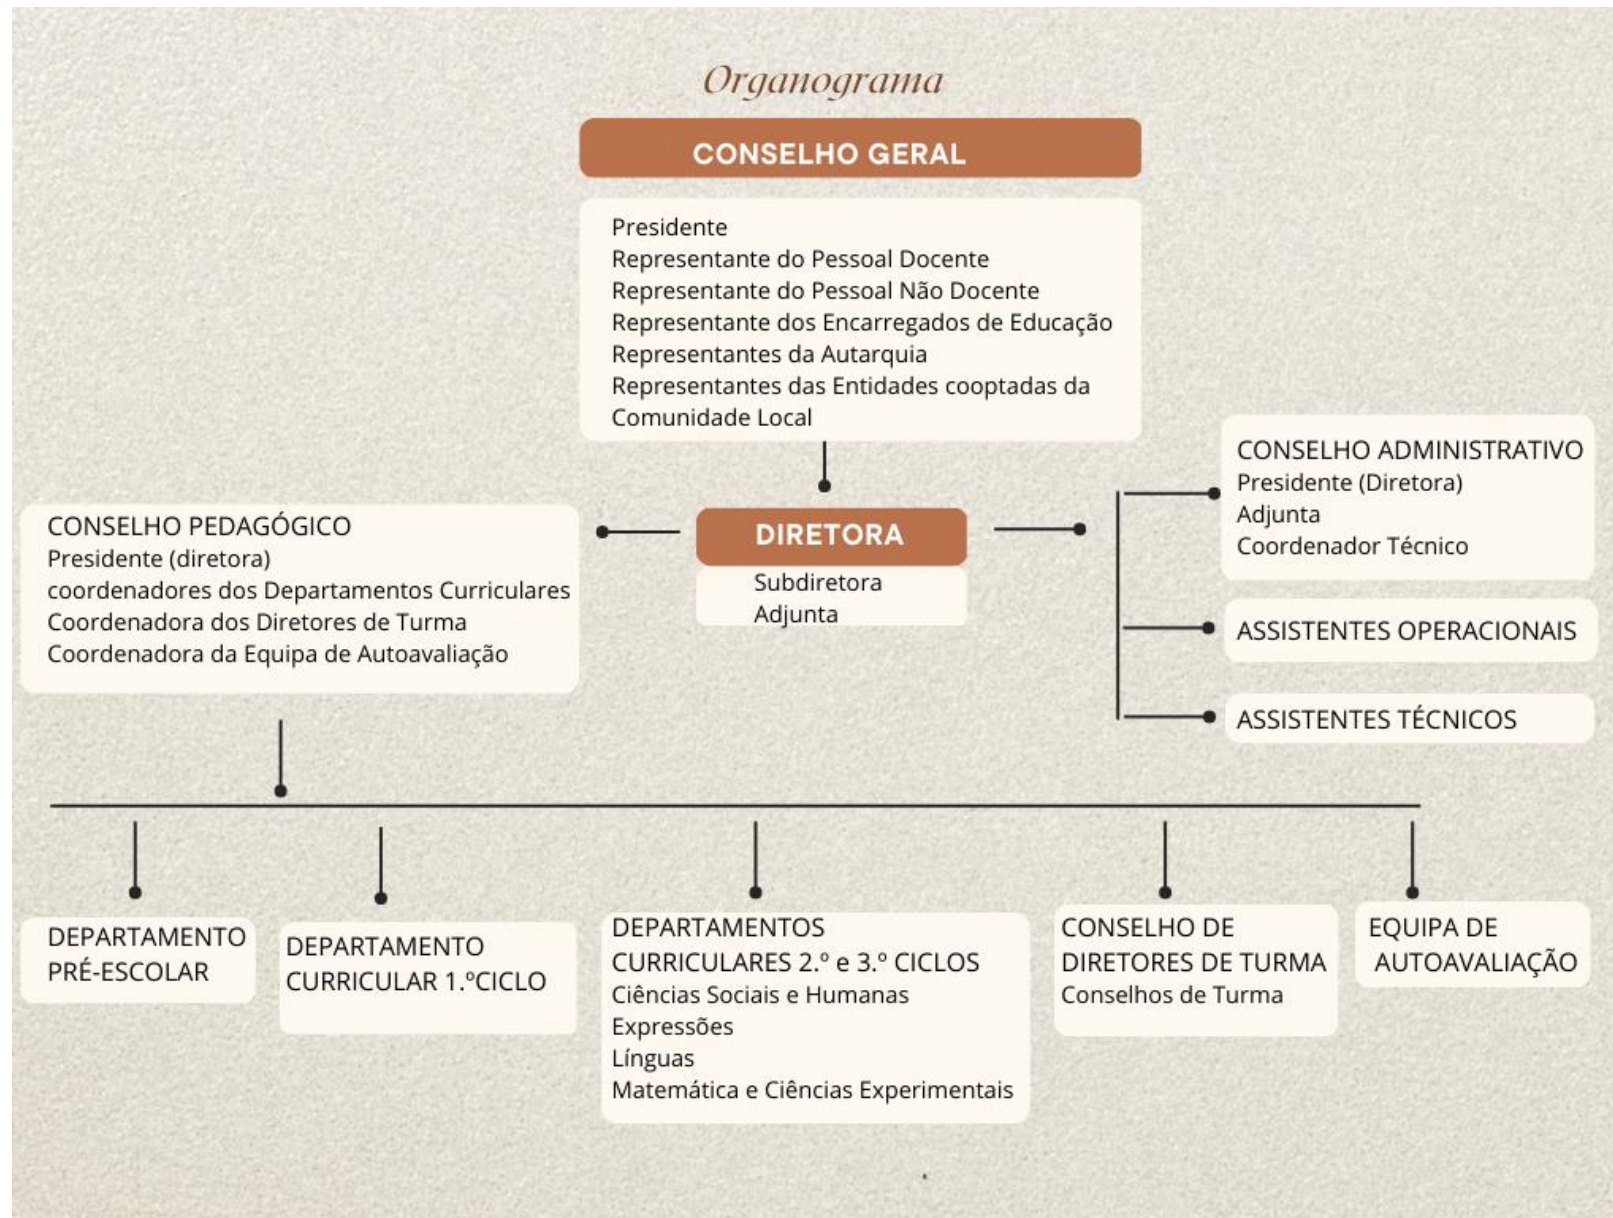 Organograma
CONSELHO GERAL
Presidente
Representante do Pessoal Docente
Representante do Pessoal Não Docente
Representante dos Encarregados de Educação
Representantes da Autarquia
Representantes das Entidades cooptadas da
Comunidade Local
CONSELHO PEDAGÓGICO
Presidente (diretora)
coordenadores dos Departamentos Curriculares
Coordenadora dos Diretores de Turma
Coordenadora da Equipa de Autoavaliação
DIRETORA
Subdiretora
Adjunta
CONSELHO ADMINISTRATIVO
Presidente (Diretora)
Adjunta
Coordenador Técnico
ASSISTENTES OPERACIONAIS
ASSISTENTES TÉCNICOS
DEPARTAMENTO
PRÉ-ESCOLAR
DEPARTAMENTO
CURRICULAR 1.ºCICLO
DEPARTAMENTOS
CURRICULARES 2.º e 3.º CICLOS
Ciências Sociais e Humanas
Expressões
Línguas
Matemática e Ciências Experimentais
CONSELHO DE
DIRETORES DE TURMA
Conselhos de Turma
EQUIPA DE
AUTOAVALIAÇÃO